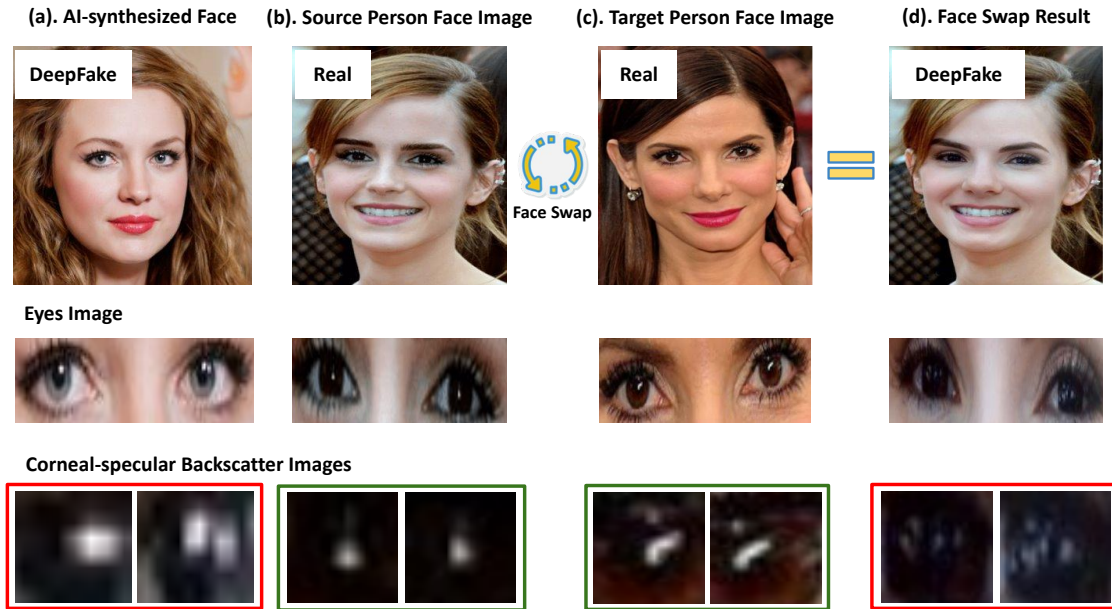 (a). AI-synthesized Face
(b). Source Person Face Image
(c). Target Person Face Image
(d). Face Swap Result
DeepFake
Real
Real
DeepFake
Face Swap
Eyes Image
Corneal-specular Backscatter Images